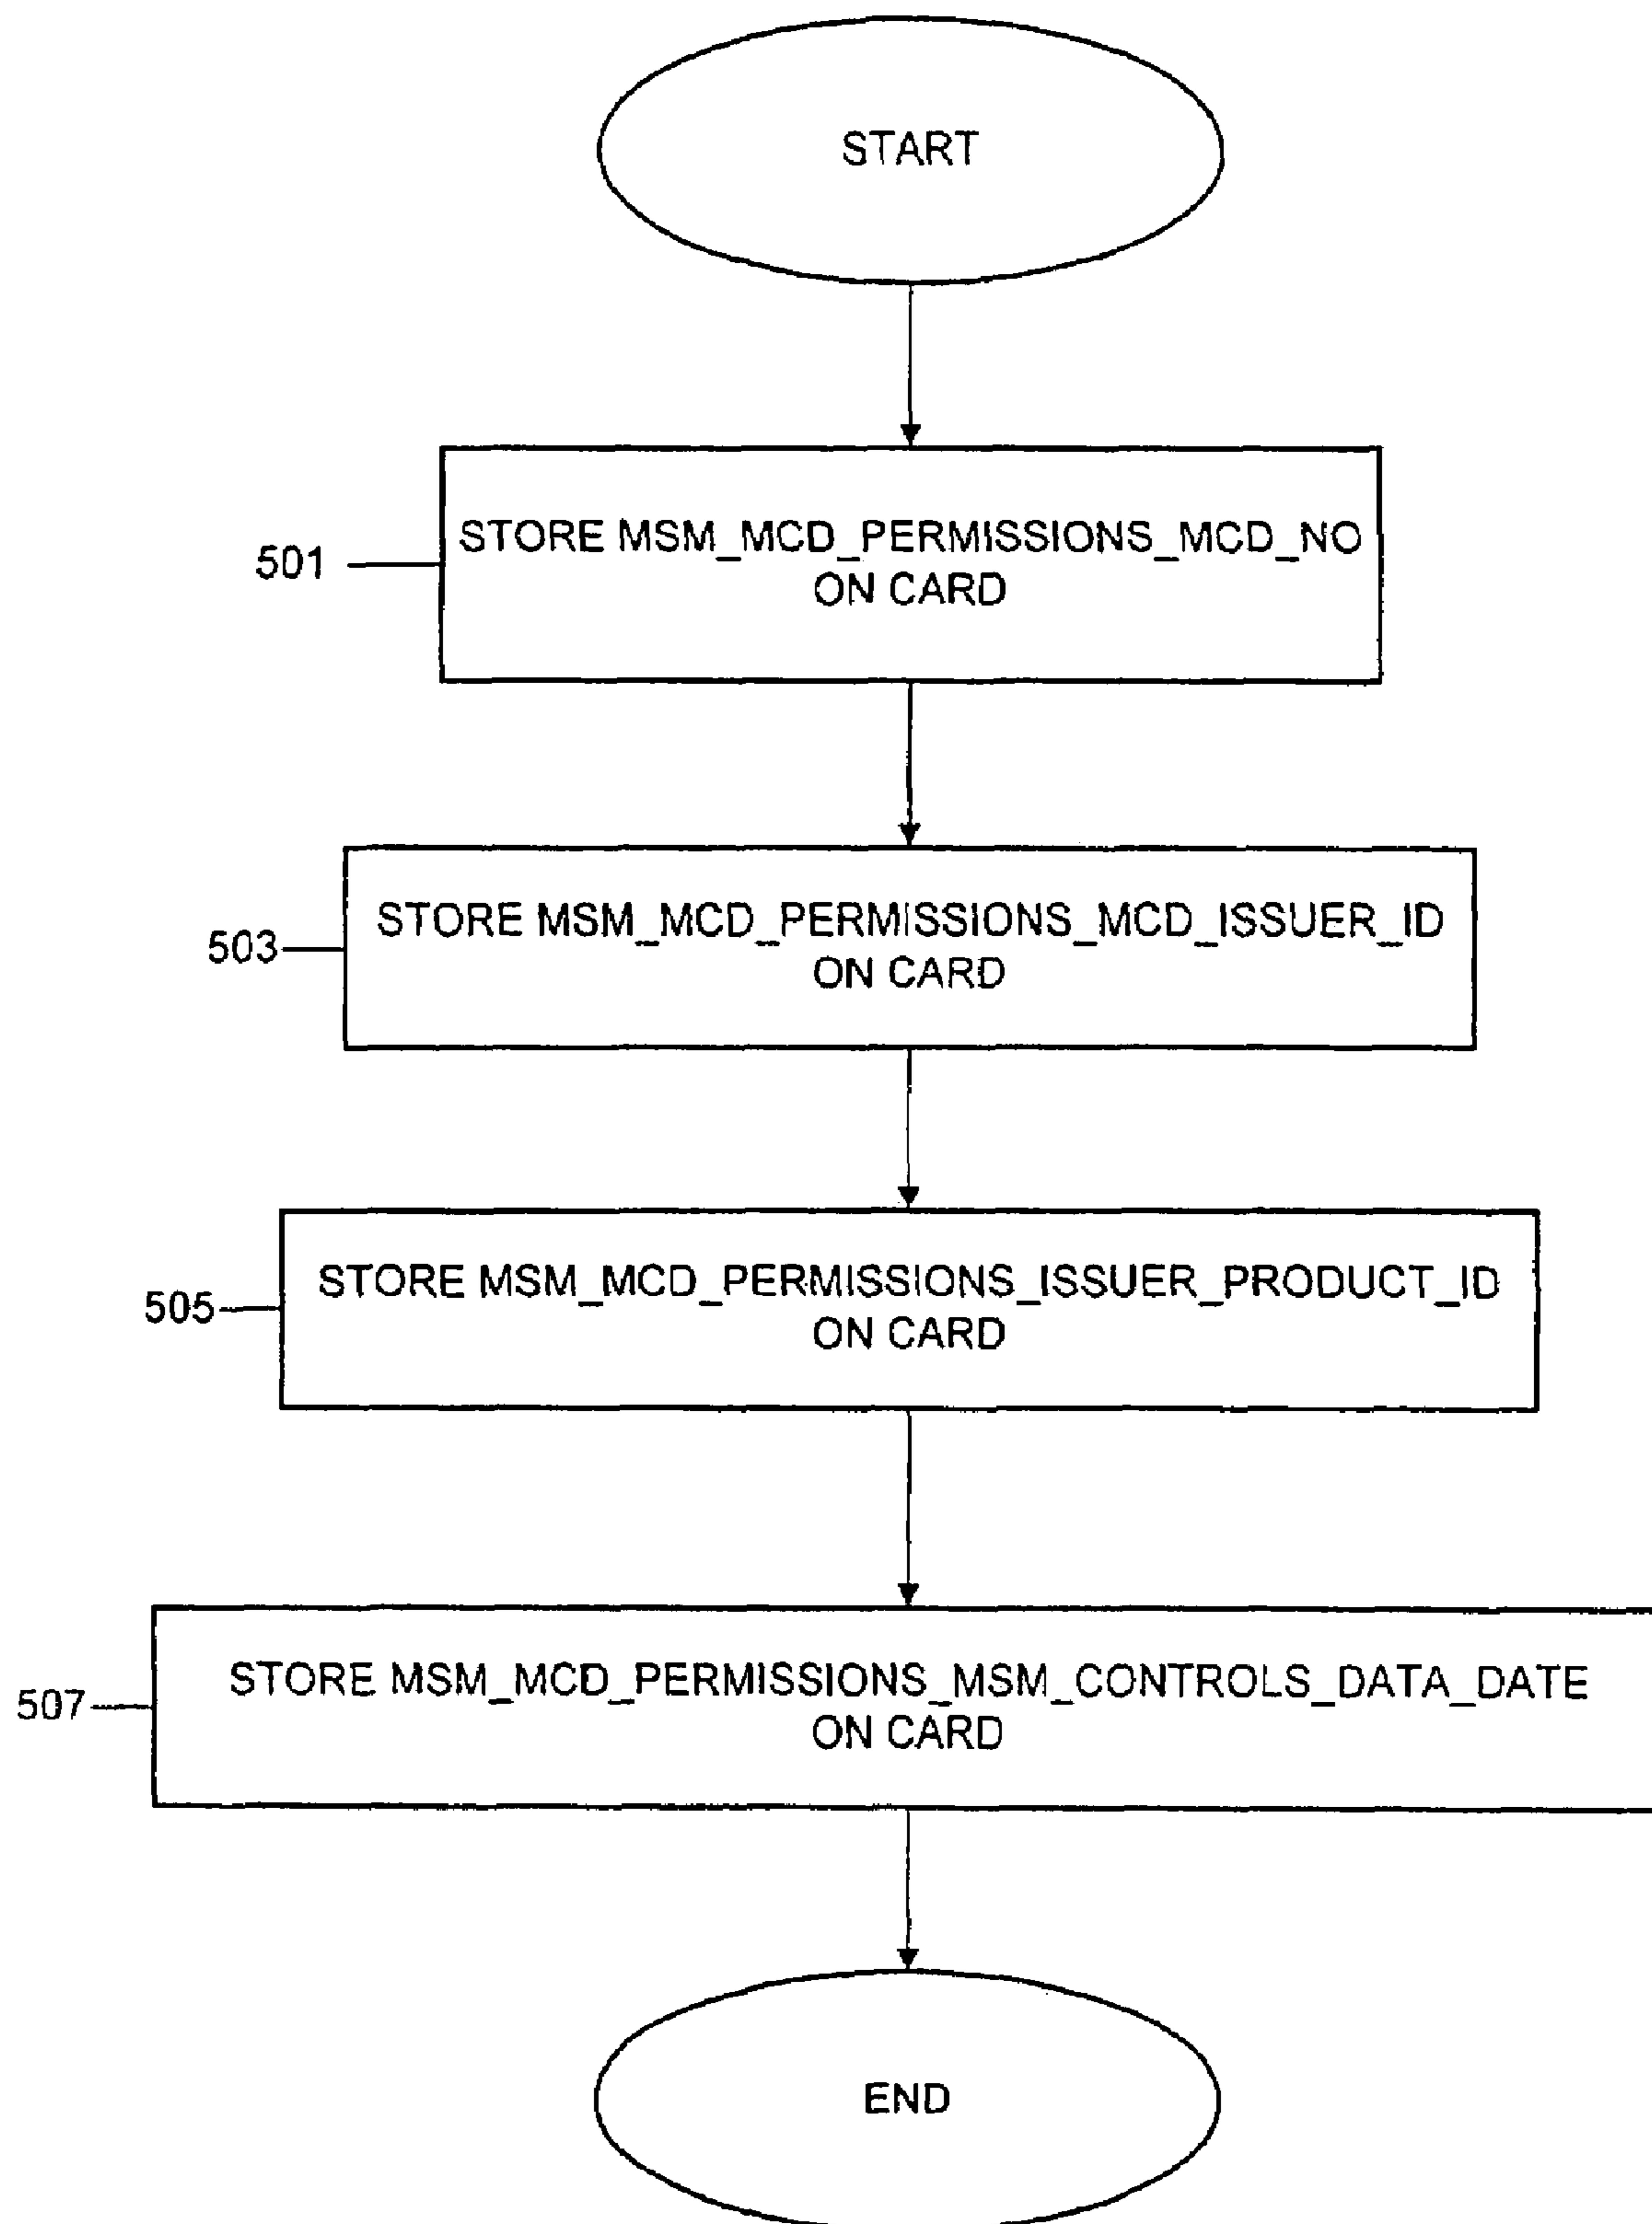 START
501
STORE MSM_MCD_PERMISSIONS_MCD_NO
ON CARD
503
STORE MSM_MCD_PERMISSIONS_MCD_ISSUER_ID
ON CARD
505
STORE MSM_MCD_PERMISSIONS_ISSUER_PRODUCT_ID
ON CARD
507
STORE MSM_MCD_PERMISSIONS_MSM_CONTROLS_DATA_DATE
ON CARD
END